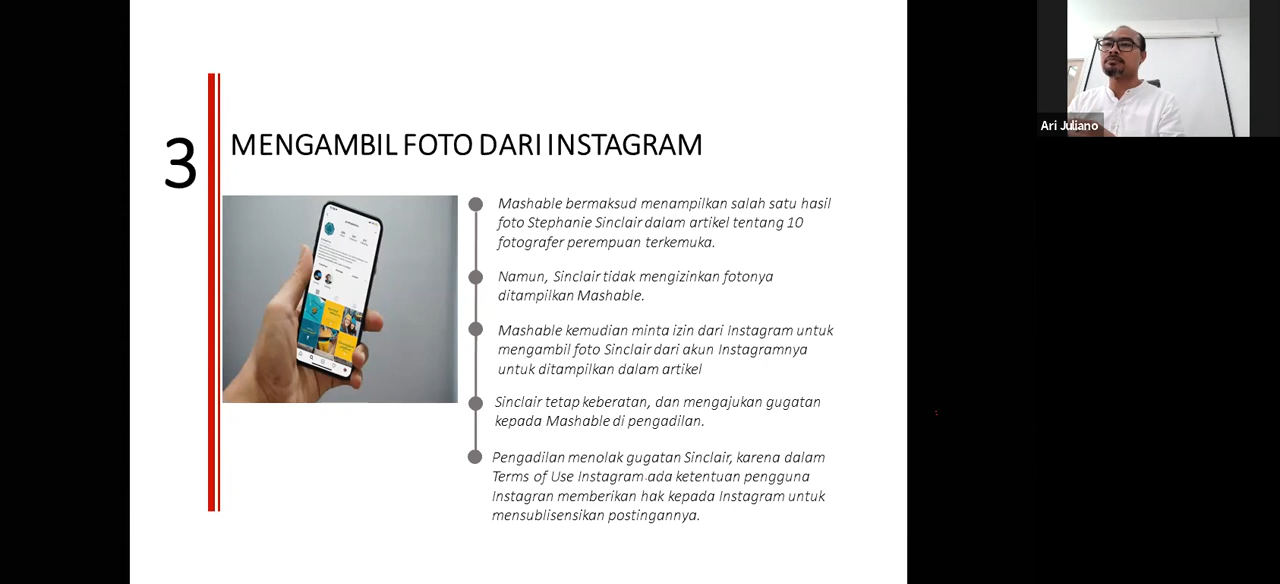 3
MENGAMBIL FOTO DARI INSTAGRAM
Mashable bermaksud menampilkan salah satu hasil
foto Stephanie Sinclair dalam artikel tentang 10
fotografer perempuan terkemuka.
Namun, Sinclair tidak mengizinkan fotonya
ditampilkan Mashable.
Mashable kemudian minta izin dari Instagram untuk
mengambil foto Sinclair dari akun Instagramnya
untuk ditampilkan dalam artikel
Sinclair tetap keberatan, dan mengajukan gugatan
kepada Mashable di pengadilan.
Pengadilan menolak gugatan Sinclair, karena dalam
Terms of Use Instagram ada ketentuan pengguna
Instagran memberikan hak kepada Instagram untuk
mensublisensikan postingannya.
Ari Juliano